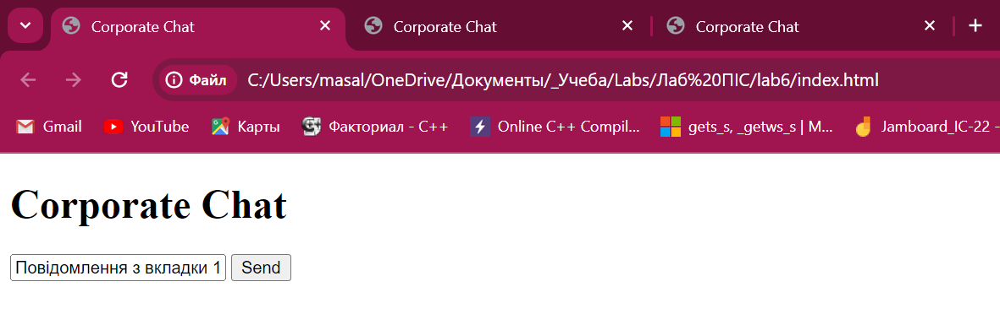 Corporate Chat Corporate Chat Corporate Chat
Файл C:/Users/masal/OneDrive/Документы/_Учеба/Labs/Лаб%20ПІС/lab6/index.html
Gmail YouTube Карты Факториал - C++ Online C++ Compil... gets_s, _getws_s | M... Jamboard_IC-22 -
Corporate Chat
Повідомлення з вкладки 1 Send